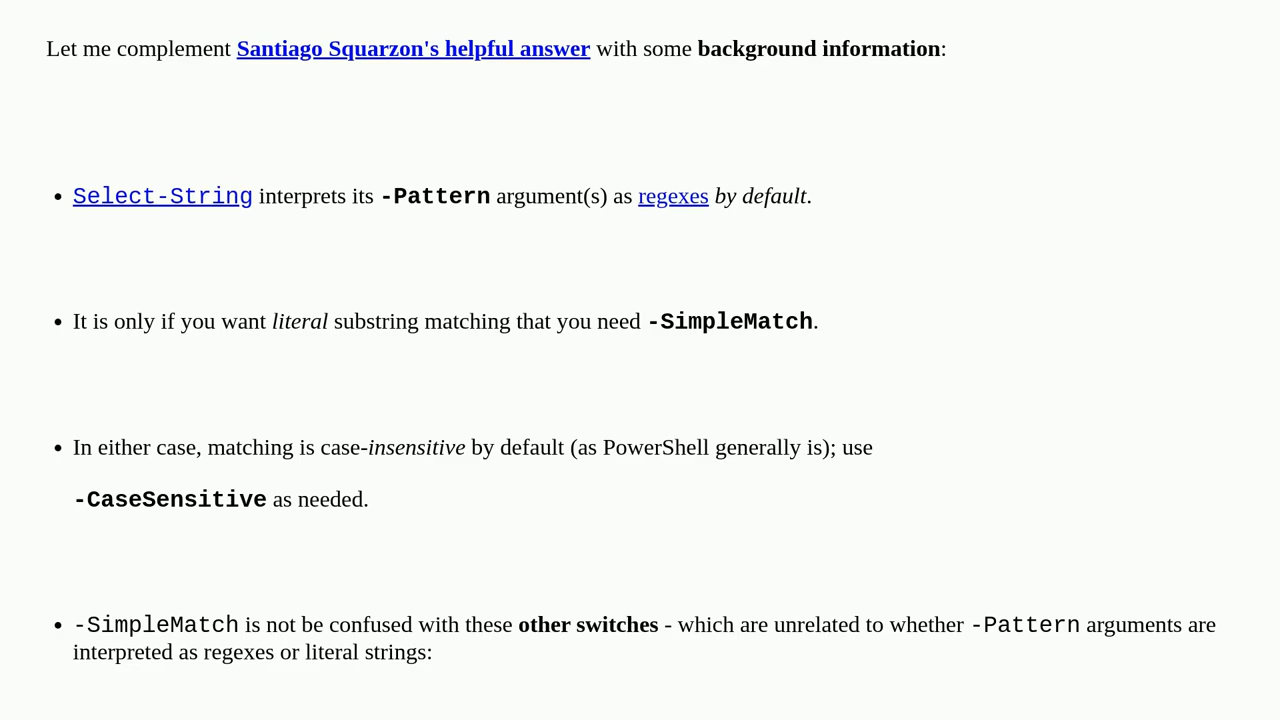 Let me complement Santiago Squarzon's helpful answer with some background information:
• Select-String interprets its -Pattern argument(s) as regexes by default.
• It is only if you want literal substring matching that you need -SimpleMatch.
• In either case, matching is case-insensitive by default (as PowerShell generally is); use
-CaseSensitive as needed.
• -SimpleMatch is not be confused with these other switches - which are unrelated to whether -Pattern arguments are
interpreted as regexes or literal strings: